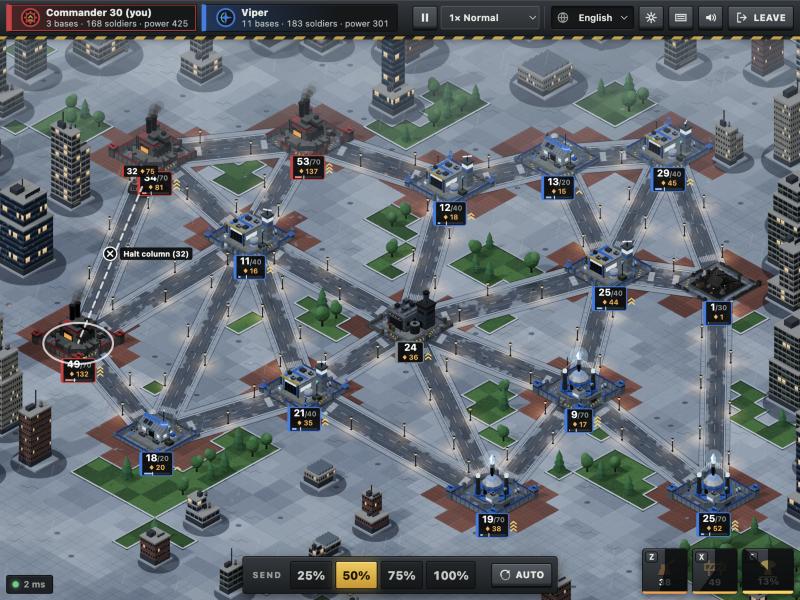 Commander 30 (you)
3 bases · 168 soldiers · power 425
Viper
11 bases · 183 soldiers · power 301
1x Normal
English
LEAVE
32 75
34/70
81
53/70
137
12/40
18
13/20
15
29/40
45
Halt column (32)
11/40
16
25/40
44
1/30
1
24
36
49/70
132
21/40
35
9/70
17
18/20
20
19/70
38
25/70
52
SEND 25% 50% 75% 100% AUTO
2 ms
Z
38
X
49
13%